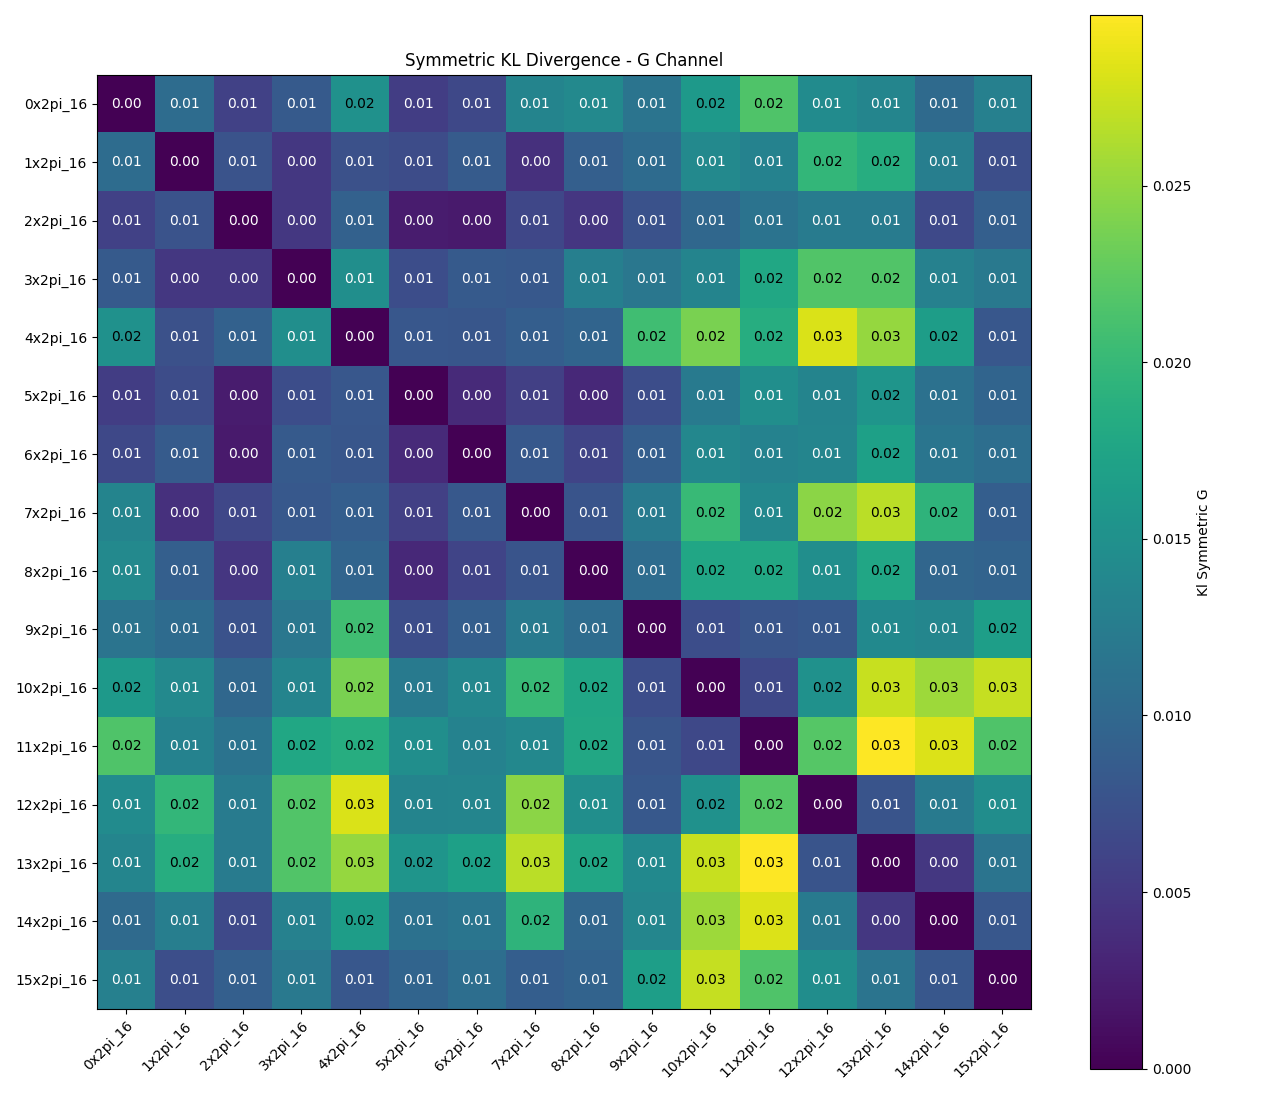 Symmetric KL Divergence - G Channel
0x2pi_16 0.00 0.01 0.01 0.01 0.02 0.01 0.01 0.01 0.01 0.01 0.02 0.02 0.01 0.01 0.01 0.01
1x2pi_16 0.01 0.00 0.01 0.00 0.01 0.01 0.01 0.00 0.01 0.01 0.01 0.01 0.02 0.02 0.01 0.01
2x2pi_16 0.01 0.01 0.00 0.00 0.01 0.00 0.00 0.01 0.00 0.01 0.01 0.01 0.01 0.01 0.01 0.01
3x2pi_16 0.01 0.00 0.00 0.00 0.01 0.01 0.01 0.01 0.01 0.01 0.01 0.02 0.02 0.02 0.01 0.01
4x2pi_16 0.02 0.01 0.01 0.01 0.00 0.01 0.01 0.01 0.01 0.02 0.02 0.02 0.03 0.03 0.02 0.01
5x2pi_16 0.01 0.01 0.00 0.01 0.01 0.00 0.00 0.01 0.00 0.01 0.01 0.01 0.01 0.02 0.01 0.01
6x2pi_16 0.01 0.01 0.00 0.01 0.01 0.00 0.00 0.01 0.01 0.01 0.01 0.01 0.01 0.02 0.01 0.01
7x2pi_16 0.01 0.00 0.01 0.01 0.01 0.01 0.01 0.00 0.01 0.01 0.02 0.01 0.02 0.03 0.02 0.01
8x2pi_16 0.01 0.01 0.00 0.01 0.01 0.00 0.01 0.01 0.00 0.01 0.02 0.02 0.01 0.02 0.01 0.01
9x2pi_16 0.01 0.01 0.01 0.01 0.02 0.01 0.01 0.01 0.01 0.00 0.01 0.01 0.01 0.01 0.01 0.02
10x2pi_16 0.02 0.01 0.01 0.01 0.02 0.01 0.01 0.02 0.02 0.01 0.00 0.01 0.02 0.03 0.03 0.03
11x2pi_16 0.02 0.01 0.01 0.02 0.02 0.01 0.01 0.01 0.02 0.01 0.01 0.00 0.02 0.03 0.03 0.02
12x2pi_16 0.01 0.02 0.01 0.02 0.03 0.01 0.01 0.02 0.01 0.01 0.02 0.02 0.00 0.01 0.01 0.01
13x2pi_16 0.01 0.02 0.01 0.02 0.03 0.02 0.02 0.03 0.02 0.01 0.03 0.03 0.01 0.00 0.00 0.01
14x2pi_16 0.01 0.01 0.01 0.01 0.02 0.01 0.01 0.02 0.01 0.01 0.03 0.03 0.01 0.00 0.00 0.01
15x2pi_16 0.01 0.01 0.01 0.01 0.01 0.01 0.01 0.01 0.01 0.02 0.03 0.02 0.01 0.01 0.01 0.00
0x2pi_16 1x2pi_16 2x2pi_16 3x2pi_16 4x2pi_16 5x2pi_16 6x2pi_16 7x2pi_16 8x2pi_16 9x2pi_16 10x2pi_16 11x2pi_16 12x2pi_16 13x2pi_16 14x2pi_16 15x2pi_16
0.025
0.020
0.015
0.010
0.005
0.000
Kl Symmetric G